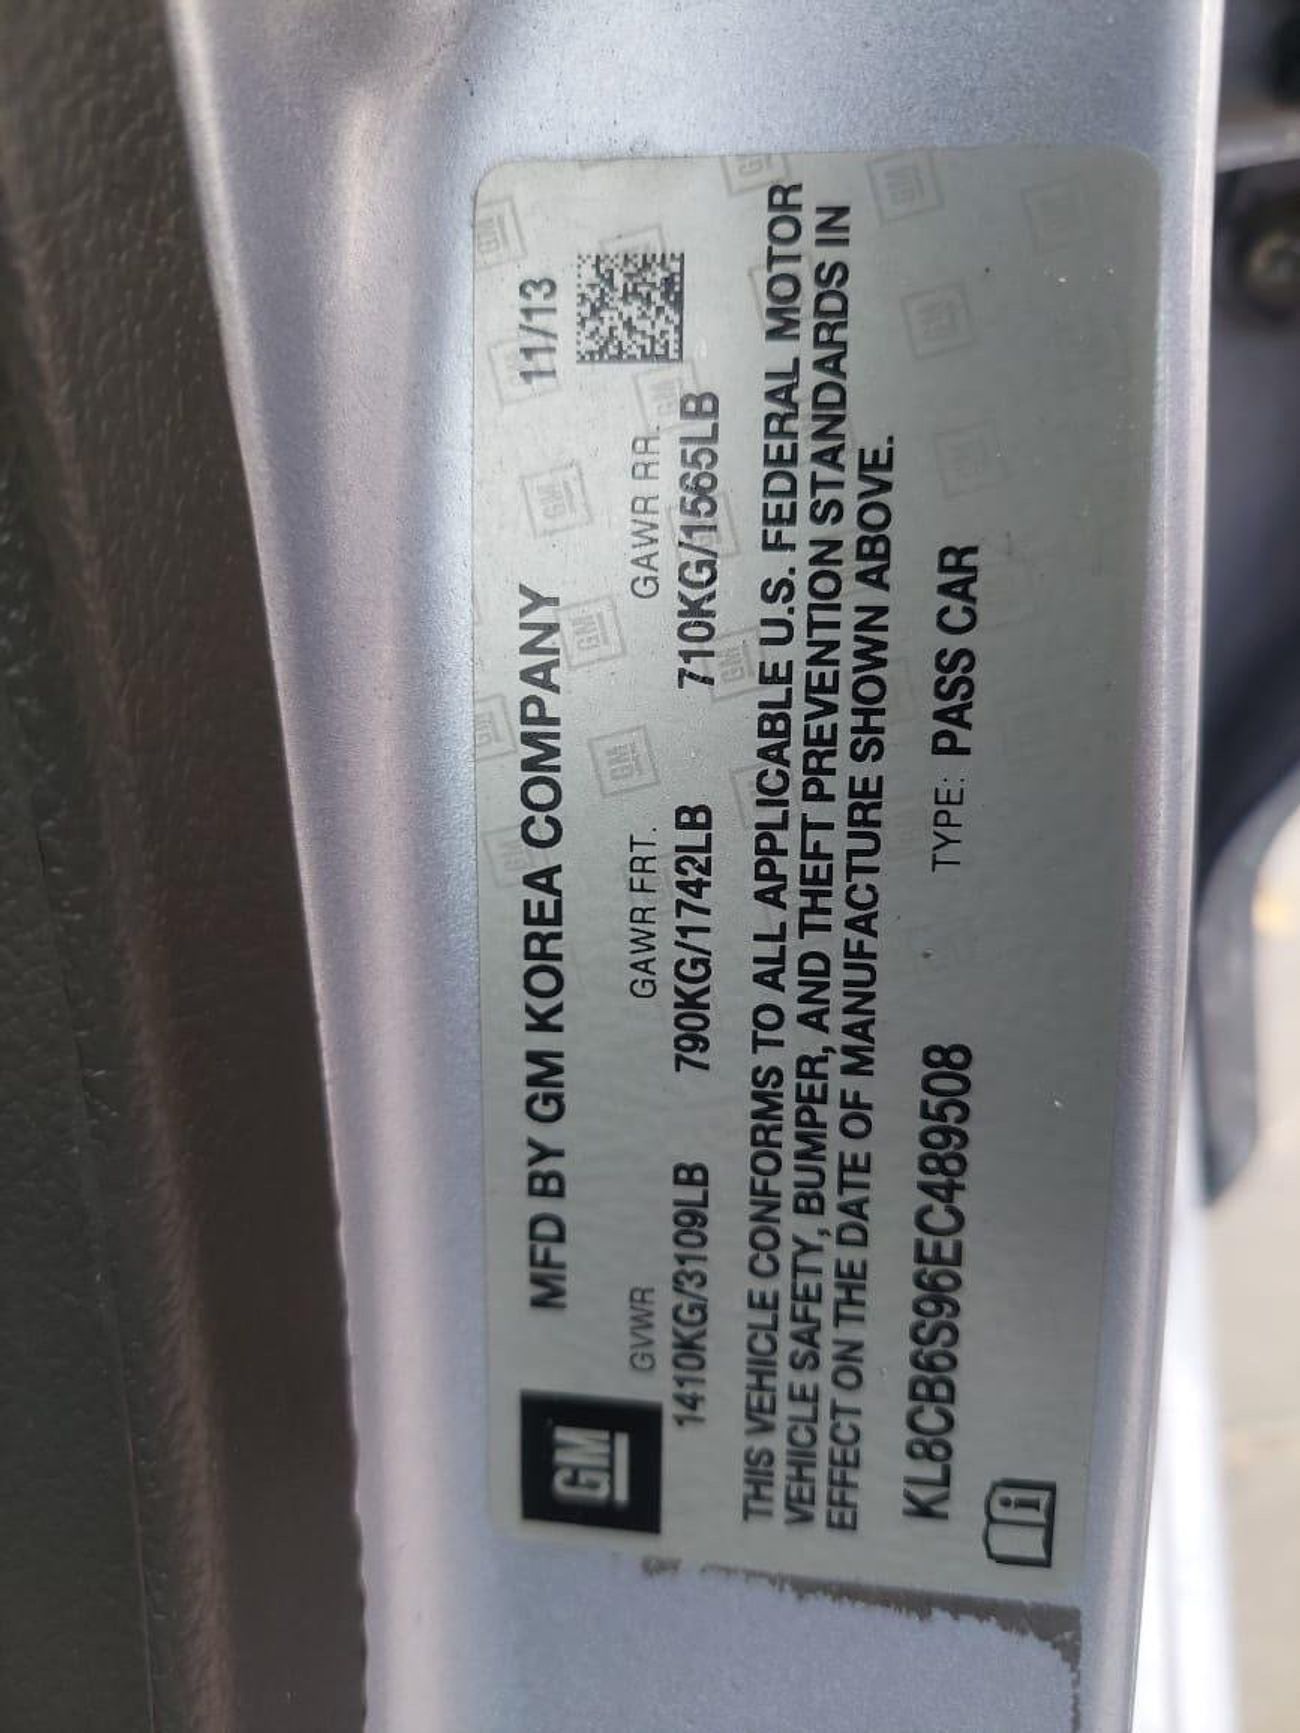 GM
MFD BY GM KOREA COMPANY 11/13
GVWR GAWR FRT. GAWR RR.
1410KG/3109LB 790KG/1742LB 710KG/1565LB
THIS VEHICLE CONFORMS TO ALL APPLICABLE U.S. FEDERAL MOTOR
VEHICLE SAFETY, BUMPER, AND THEFT PREVENTION STANDARDS IN
EFFECT ON THE DATE OF MANUFACTURE SHOWN ABOVE.
KL8CB6S96EC489508 TYPE: PASS CAR